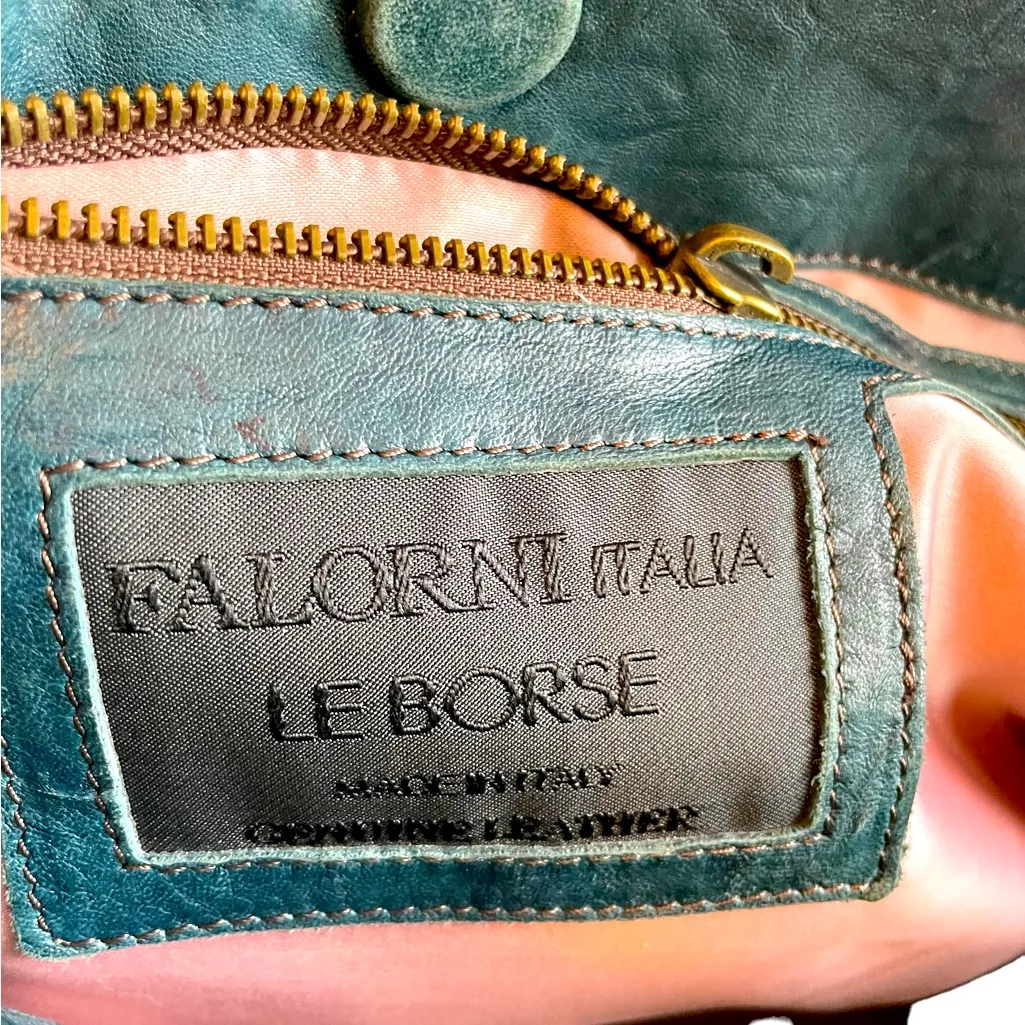 FALORNI ITALIA
LE BORSE
MADE IN ITALY
GENUINE LEATHER